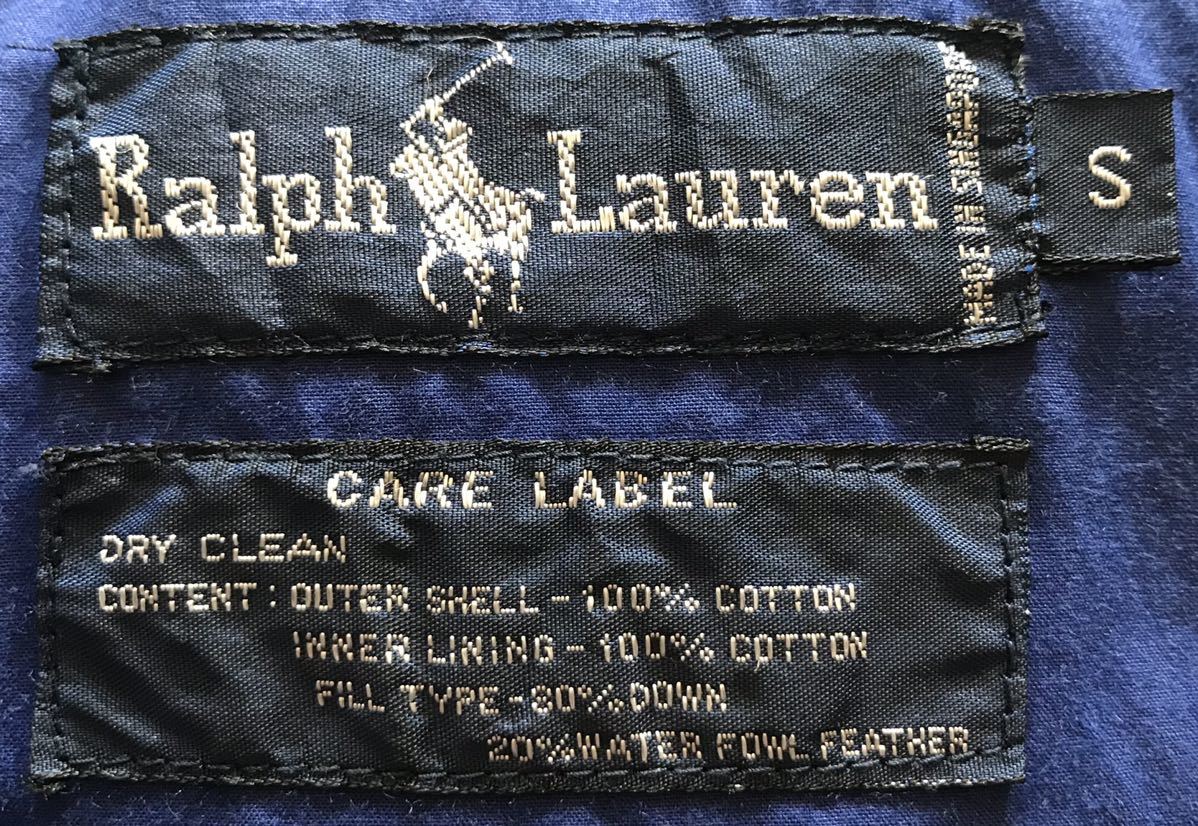 Ralph Lauren
MADE IN SINGAPORE
S
CARE LABEL
DRY CLEAN
CONTENT: OUTER SHELL-100% COTTON
INNER LINING-100% COTTON
FILL TYPE-80%DOWN
20%WATER FOWL FEATHER